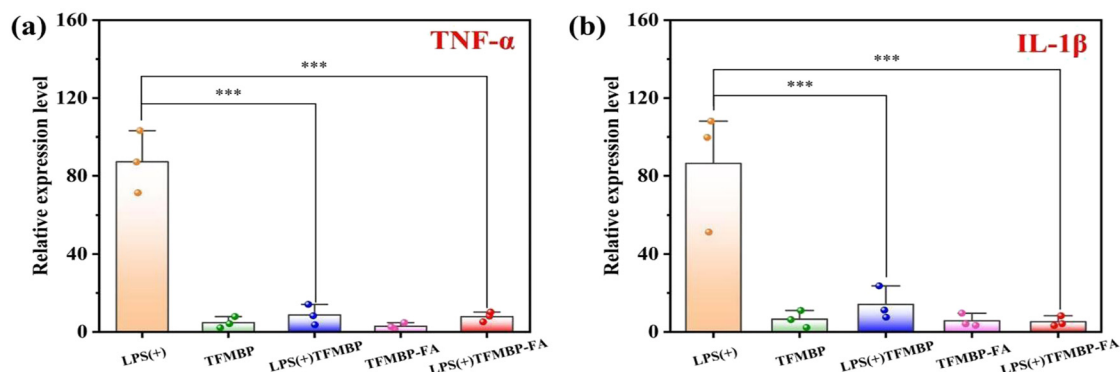 (a)
TNF-α
Relative expression level
160
120
80
40
0
***
***
LPS(+)
TFMBP
LPS(+)TFMBP
TFMBP-FA
LPS(+)TFMBP-FA
(b)
IL-1β
Relative expression level
160
120
80
40
0
***
***
LPS(+)
TFMBP
LPS(+)TFMBP
TFMBP-FA
LPS(+)TFMBP-FA